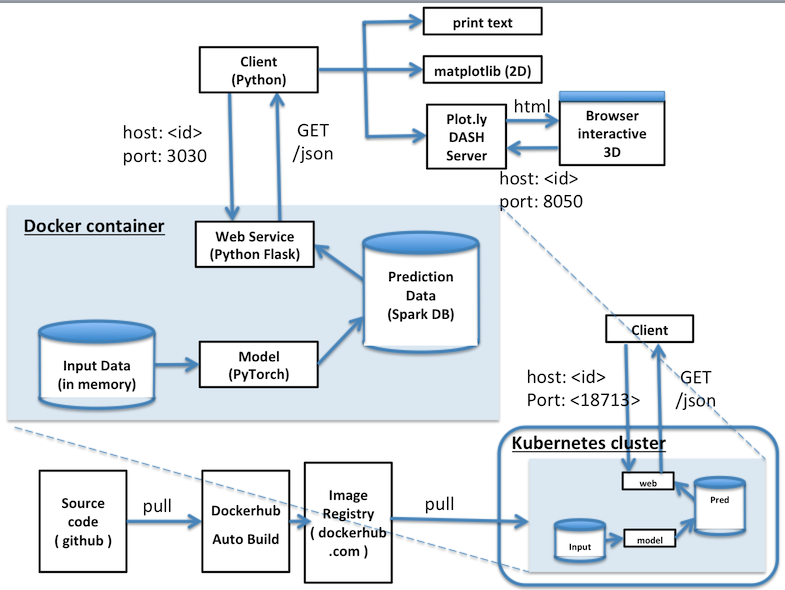 print text
Client
(Python)
matplotlib (2D)
html
Plot.ly
DASH
Server
Browser
interactive
3D
host: <id>
port: 3030
GET
/json
host: <id>
port: 8050
Docker container
Web Service
(Python Flask)
Prediction
Data
(Spark DB)
Input Data
(in memory)
Model
(PyTorch)
Client
host: <id>
Port: <18713>
GET
/json
Kubernetes cluster
web
Pred
Input
model
Source
code
( github )
pull
Dockerhub
Auto Build
Image
Registry
( dockerhub
.com )
pull